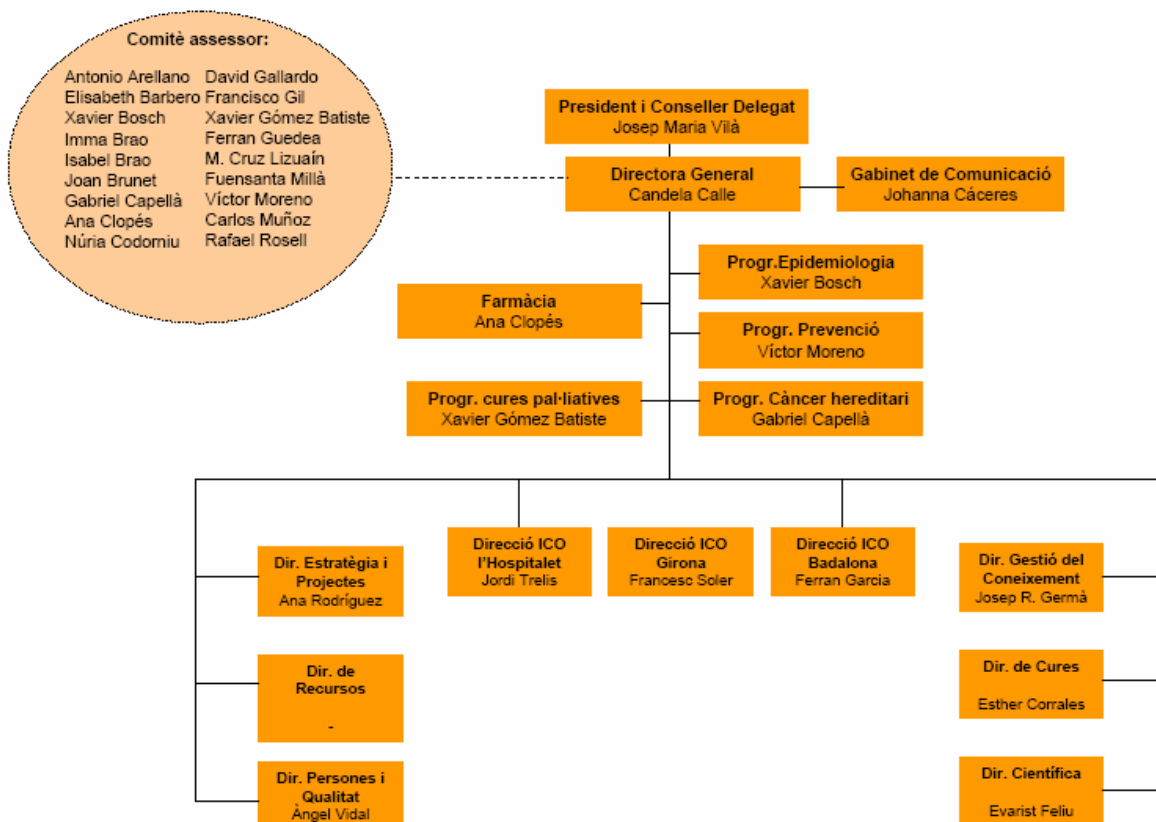 Comitè assessor:
Antonio Arellano David Gallardo
Elisabeth Barbero Francisco Gil
Xavier Bosch Xavier Gómez Batiste
Imma Brao Ferran Guedea
Isabel Brao M. Cruz Lizuaín
Joan Brunet Fuensanta Millà
Gabriel Capellà Víctor Moreno
Ana Clopés Carlos Muñoz
Núria Codorniu Rafael Rosell
President i Conseller Delegat
Josep Maria Vilà
Directora General
Candela Calle
Gabinet de Comunicació
Johanna Cáceres
Progr.Epidemiologia
Xavier Bosch
Farmàcia
Ana Clopés
Progr. Prevenció
Víctor Moreno
Progr. cures pal·liatives
Xavier Gómez Batiste
Progr. Càncer hereditari
Gabriel Capellà
Dir. Estratègia i
Projectes
Ana Rodríguez
Direcció ICO
l'Hospitalet
Jordi Trelis
Direcció ICO
Girona
Francesc Soler
Direcció ICO
Badalona
Ferran Garcia
Dir. Gestió del
Coneixement
Josep R. Germà
Dir. de
Recursos
-
Dir. de Cures
Esther Corrales
Dir. Persones i
Qualitat
Àngel Vidal
Dir. Científica
Evarist Feliu